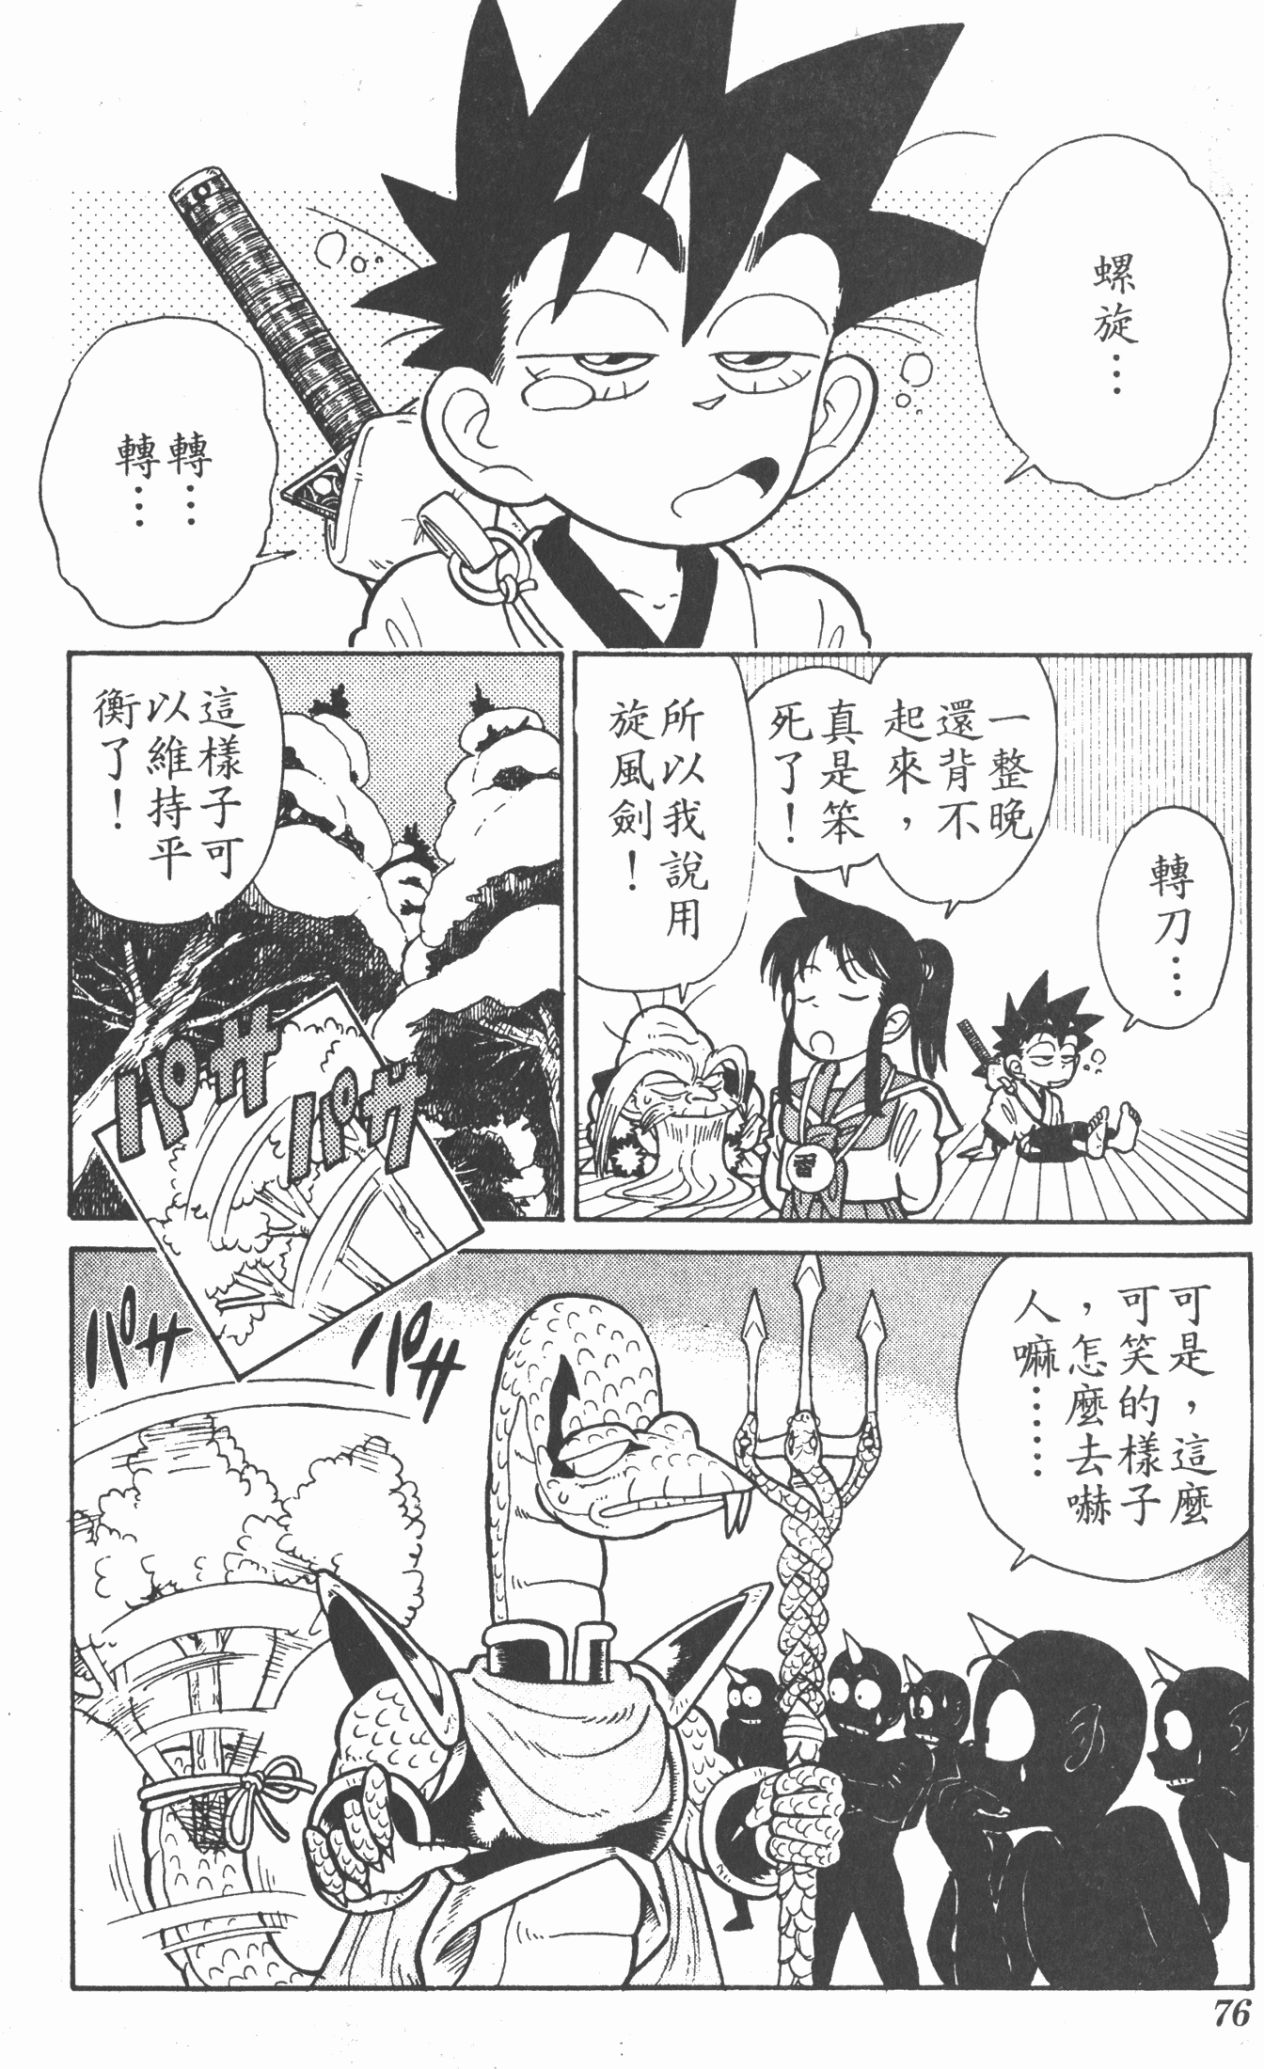 螺旋…
轉…
轉…
轉刀…
一整晚
還背不
起來，
真是笨
死了！
所以我說用
旋風劍！
這樣子可
以維持平
衡了！
パサ
パサ
可是，這麼
可笑的樣子
，怎麼去嚇
人嘛……
パサ
パサ
76